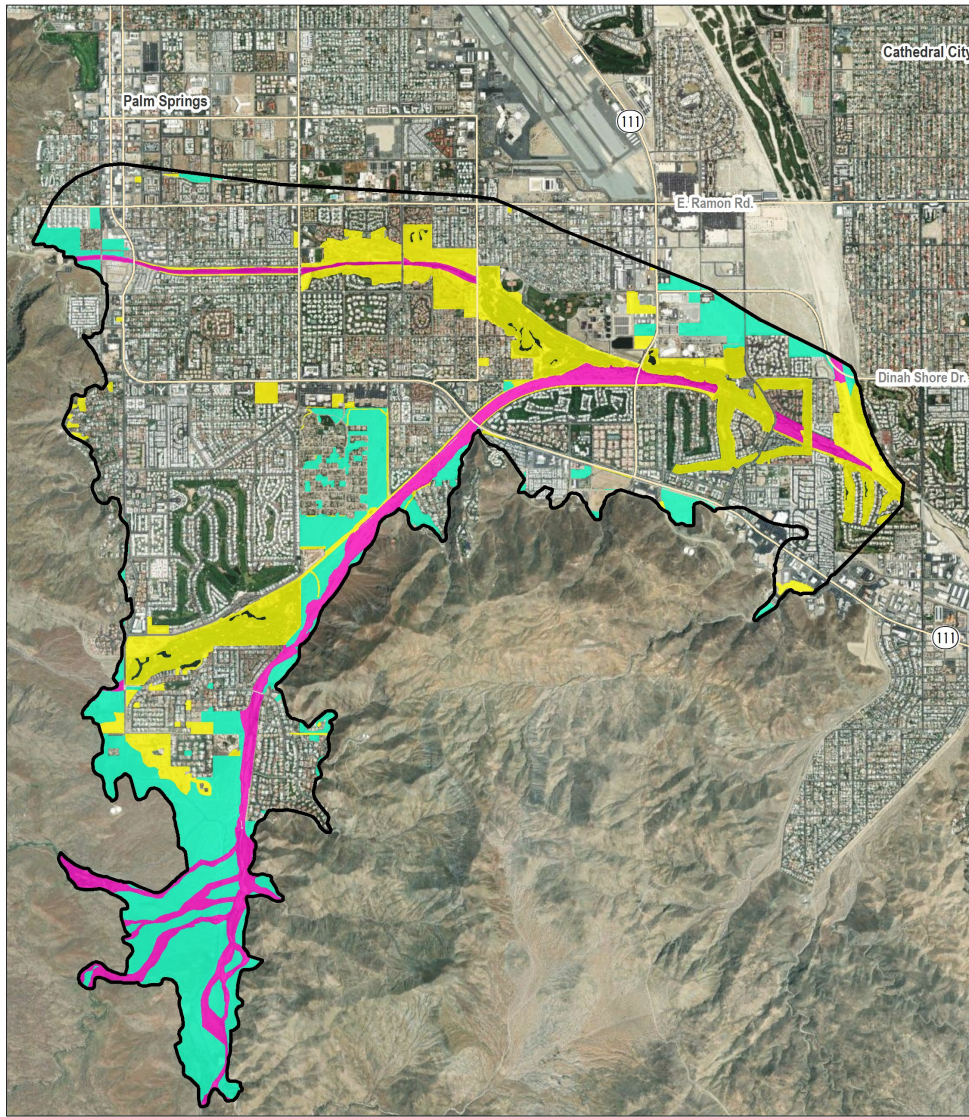 Cathedral City
Palm Springs
111
E. Ramon Rd.
Dinah Shore Dr.
111